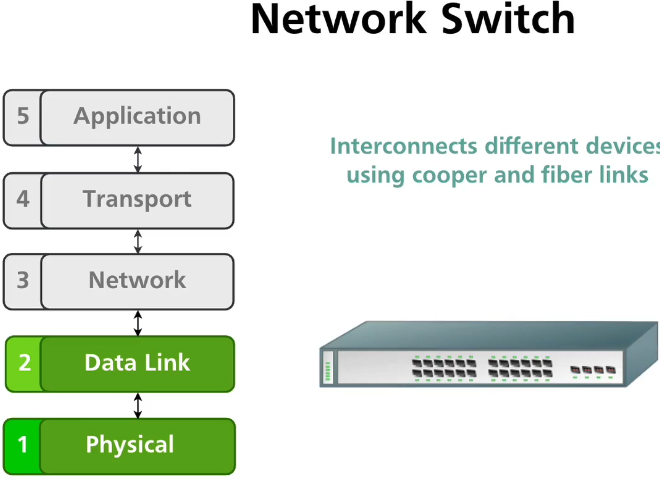 Network Switch
5 Application
4 Transport
3 Network
2 Data Link
1 Physical
Interconnects different devices
using cooper and fiber links